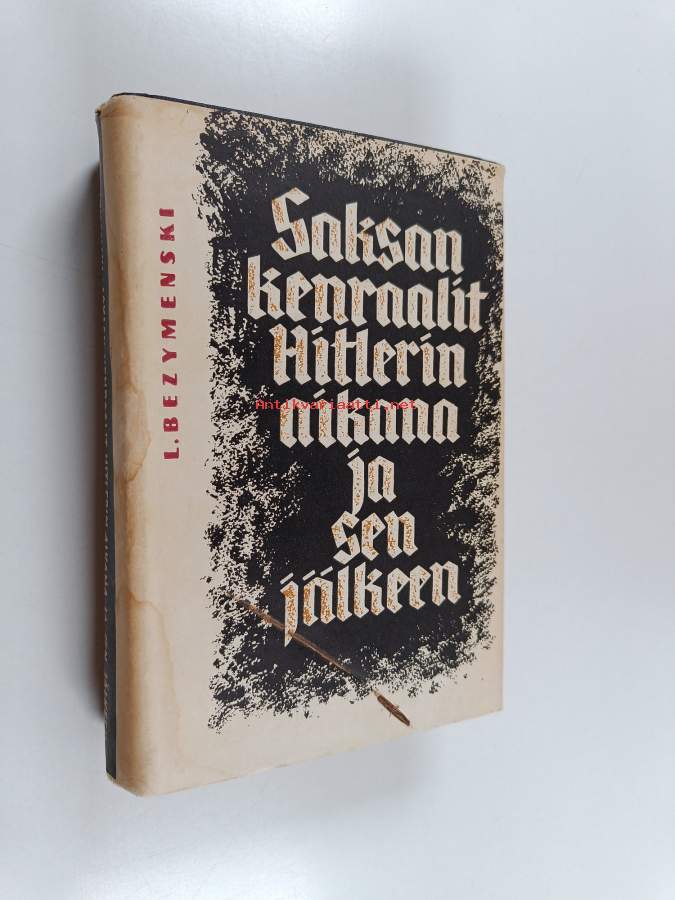 L. BEZYMENSKI
Saksan
kenraalit
Hitlerin
aikana
ja
sen
jälkeen
Antikvariaatti.net